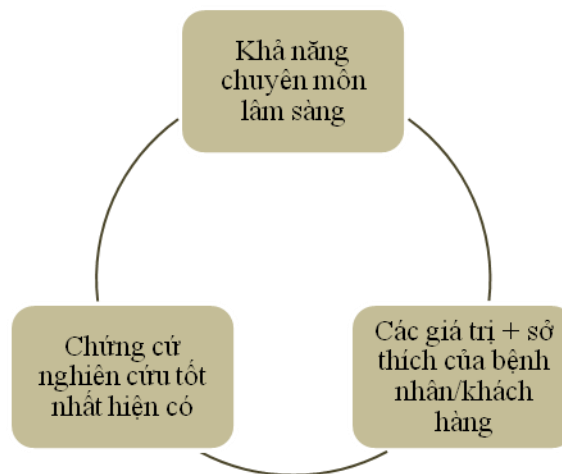 Khả năng
chuyên môn
lâm sàng
Chứng cứ
nghiên cứu tốt
nhất hiện có
Các giá trị + sở
thích của bệnh
nhân/khách
hàng